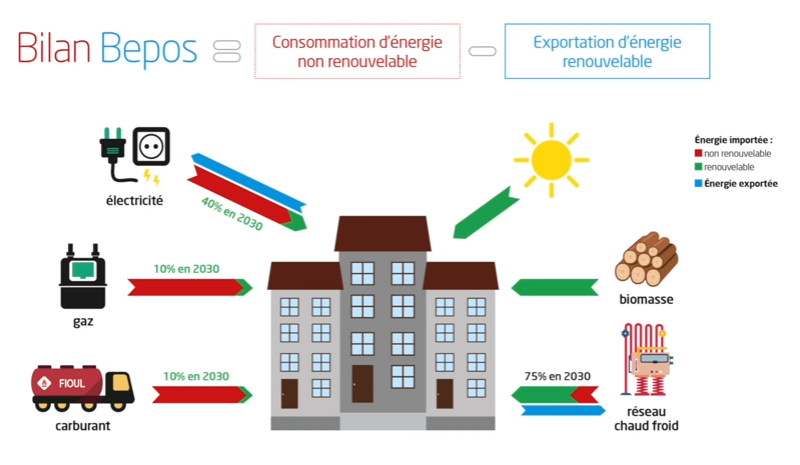 Bilan Bepos = Consommation d'énergie non renouvelable - Exportation d'énergie renouvelable
Énergie importée :
non renouvelable
renouvelable
Énergie exportée
électricité
40% en 2030
10% en 2030
gaz
biomasse
10% en 2030
FIOUL
carburant
75% en 2030
réseau
chaud froid